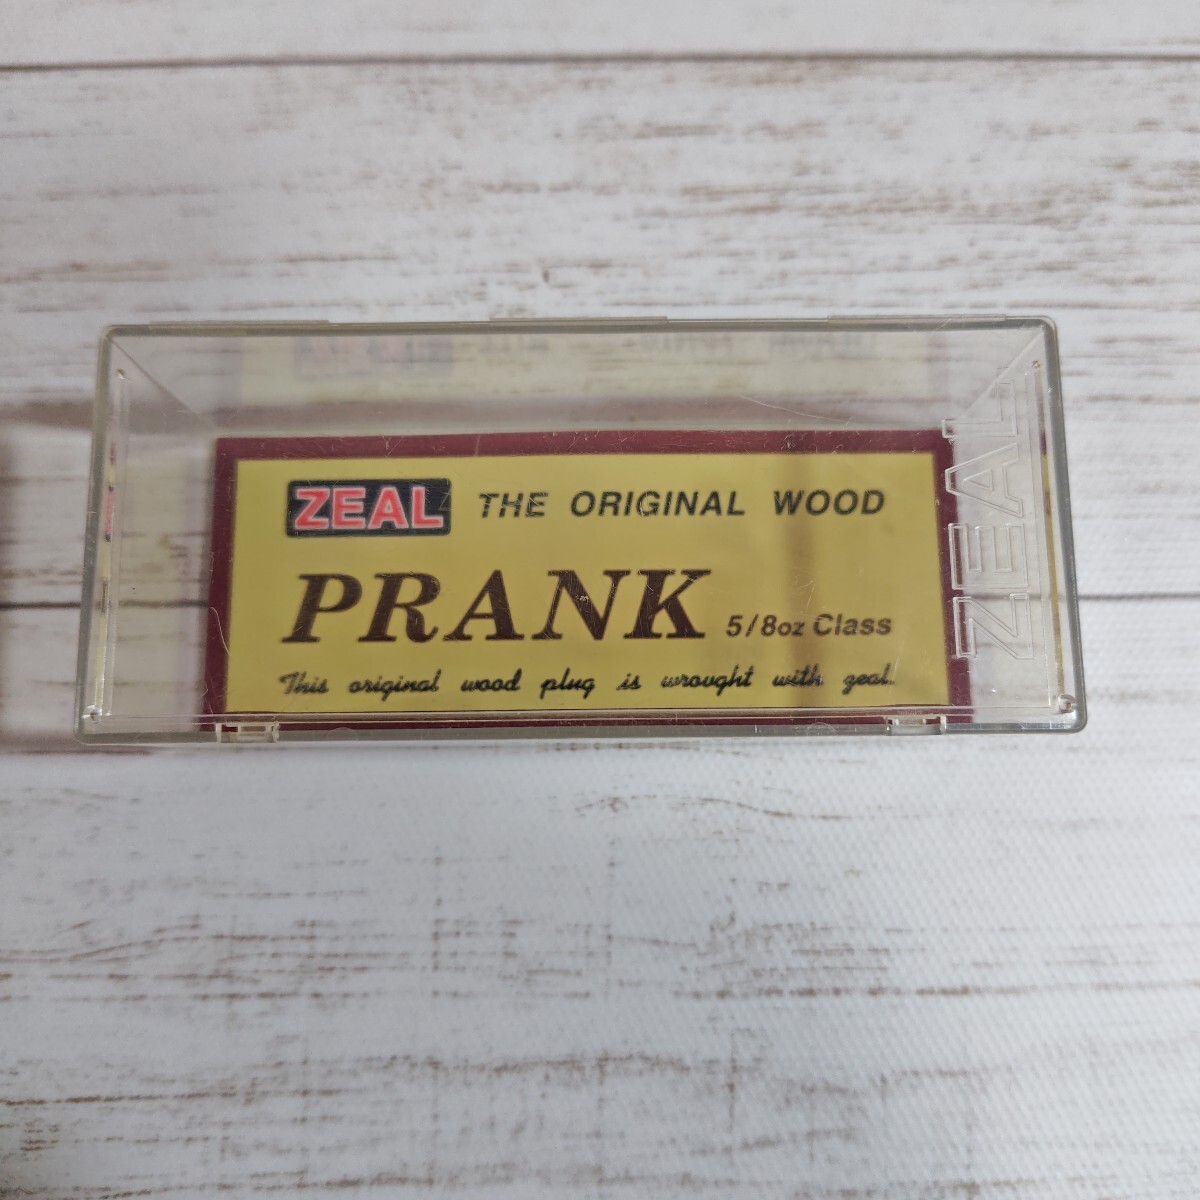 ZEAL THE ORIGINAL WOOD
PRANK 5/8oz Class
This original wood plug is wrought with zeal.
ZEAL